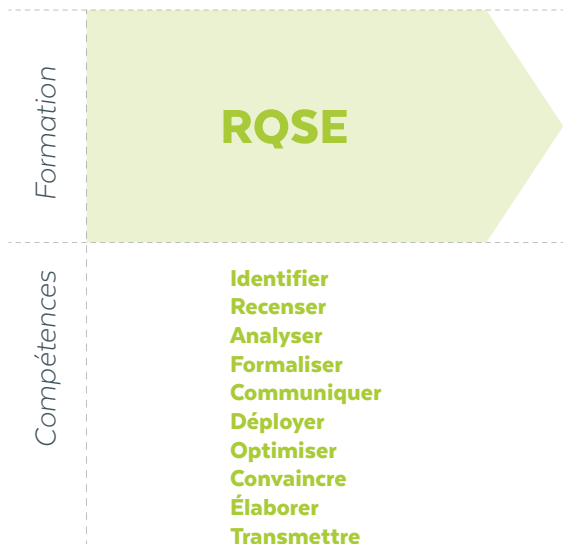 Formation
RQSE
Compétences
Identifier
Recenser
Analyser
Formaliser
Communiquer
Déployer
Optimiser
Convaincre
Élaborer
Transmettre